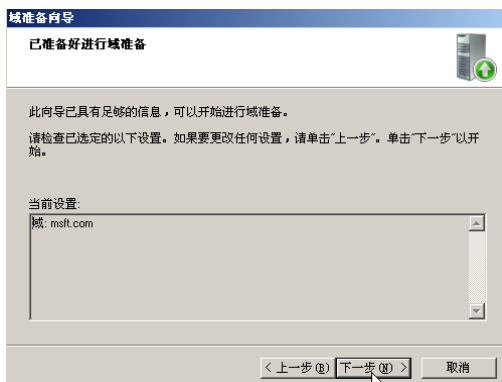 域准备向导
已准备好进行域准备
此向导已具有足够的信息，可以开始进行域准备。
请检查已选定的以下设置。如果要更改任何设置，请单击“上一步”。单击“下一步”以开
始。
当前设置:
域: msft.com
< 上一步(B)
下一步(N) >
取消